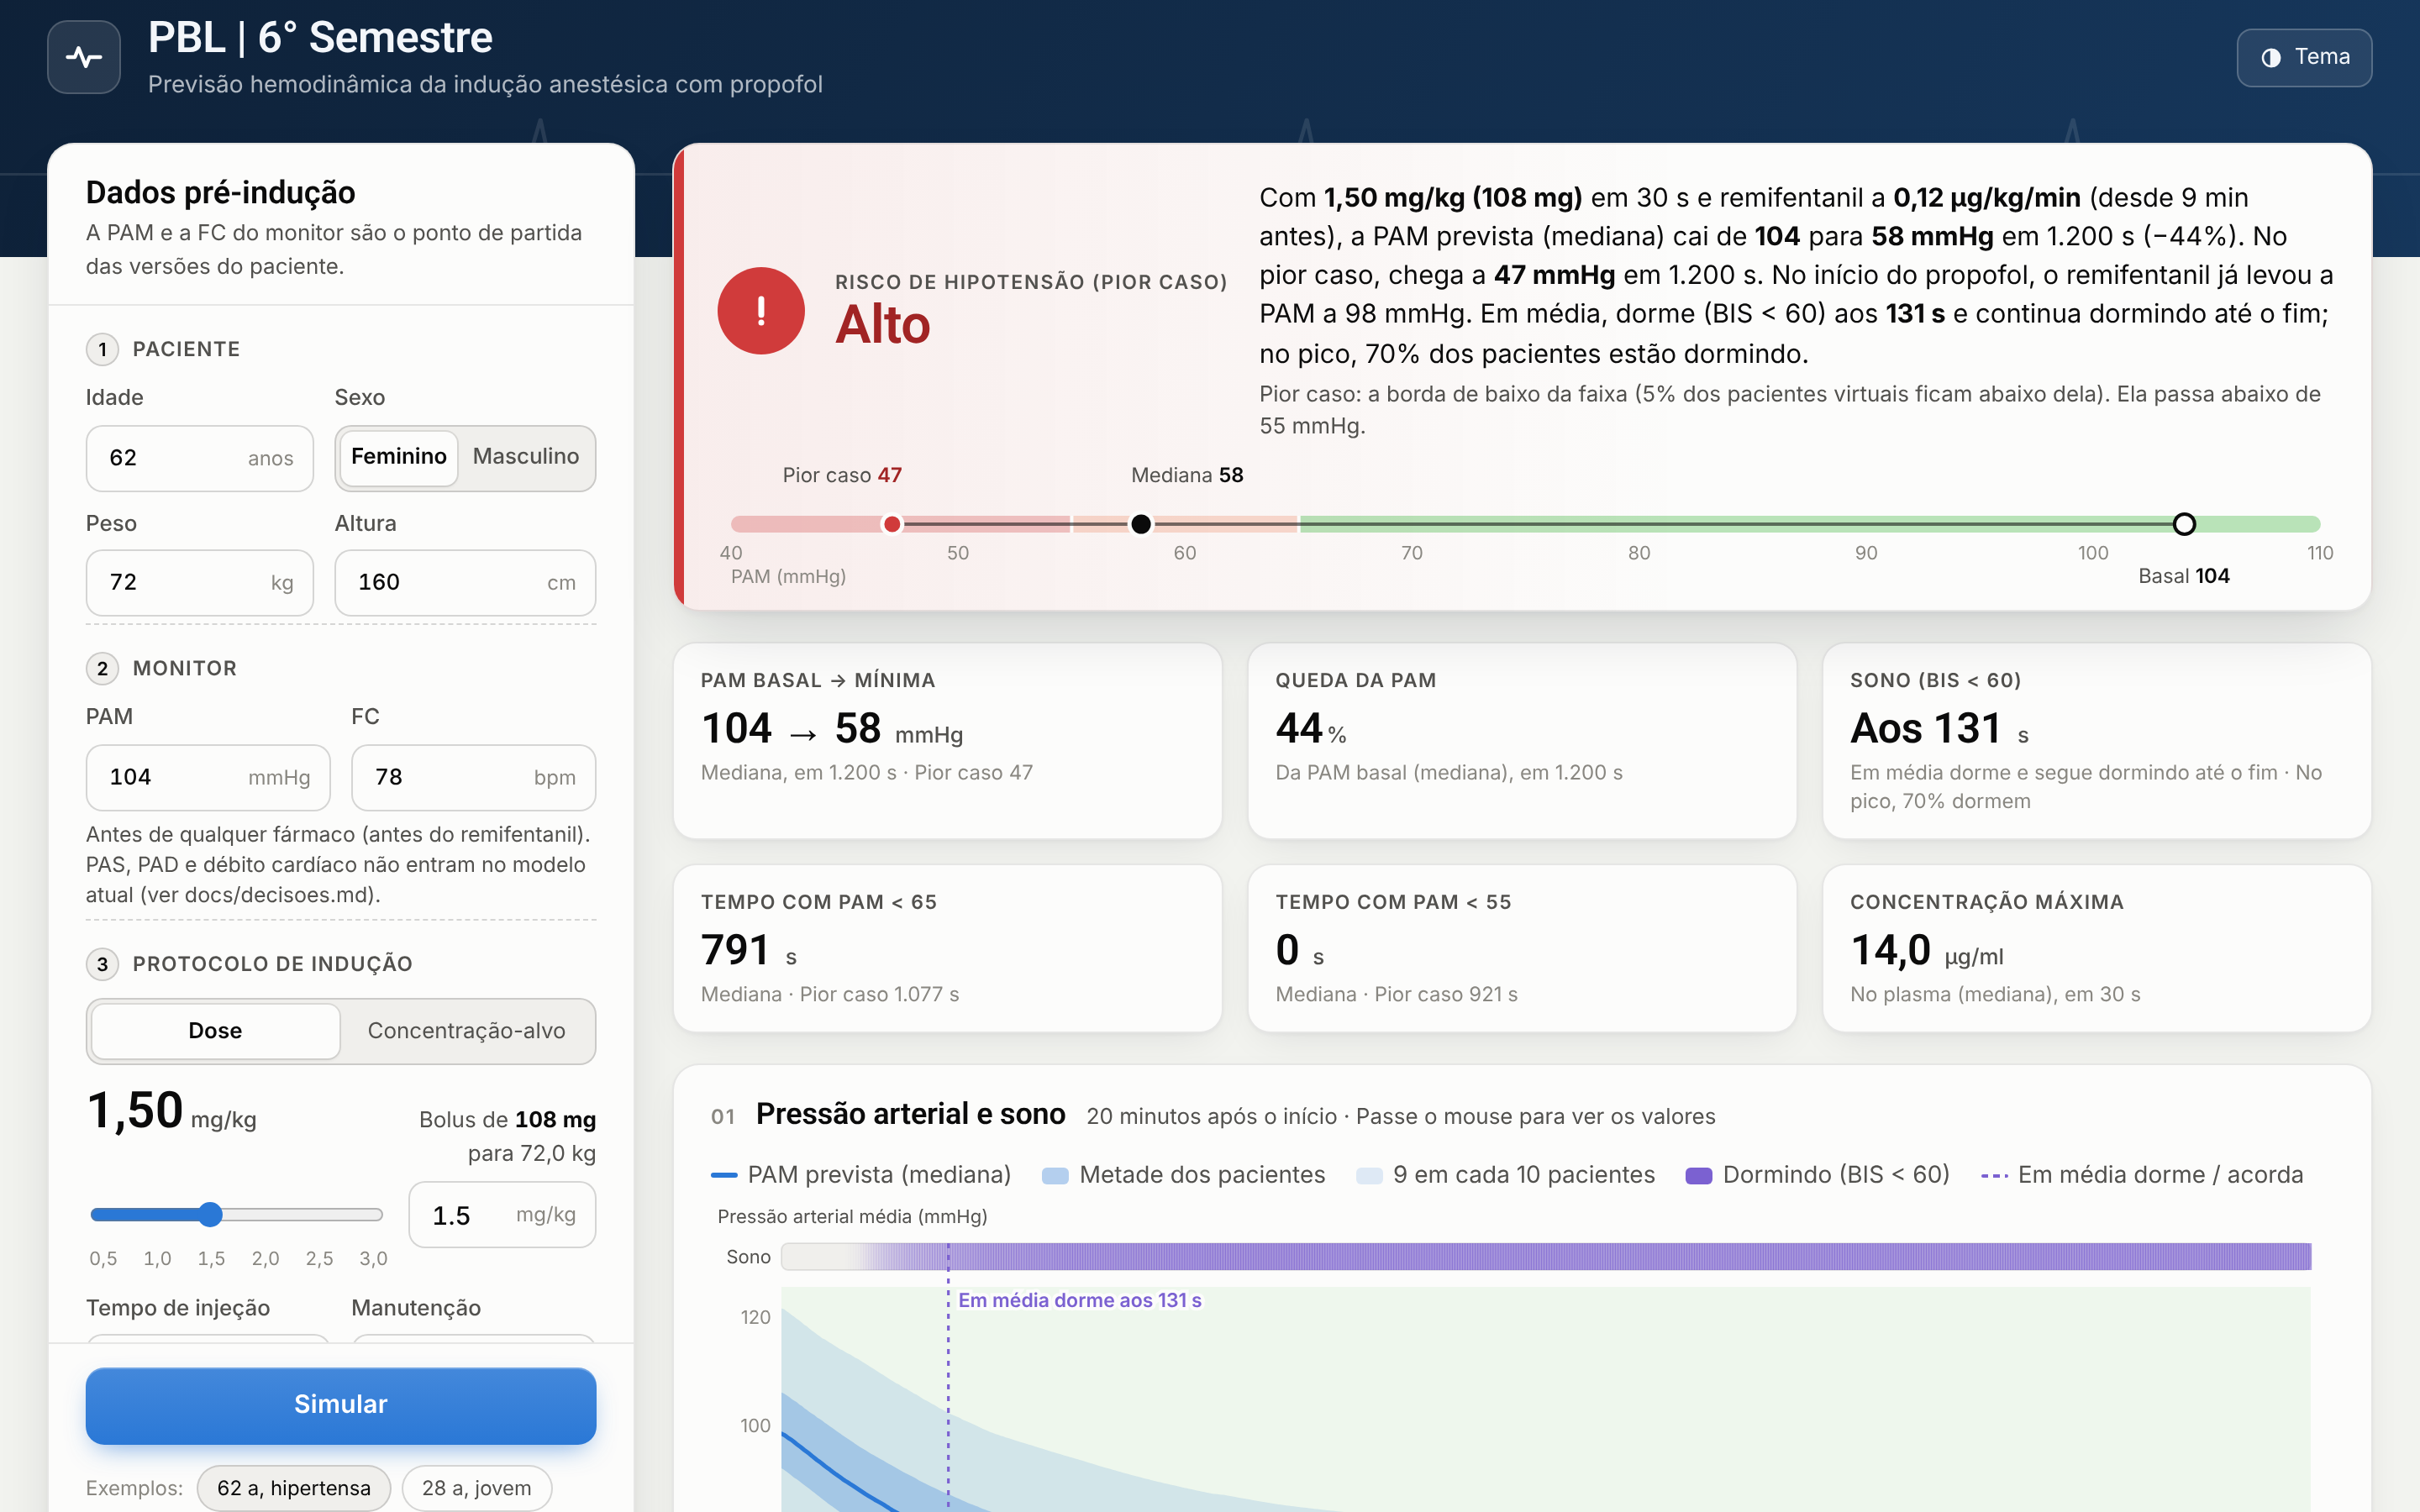 PBL | 6° Semestre
Previsão hemodinâmica da indução anestésica com propofol
Tema
Dados pré-indução
A PAM e a FC do monitor são o ponto de partida
das versões do paciente.
1 PACIENTE
Idade
Sexo
62 anos
Feminino Masculino
Peso
Altura
72 kg
160 cm
2 MONITOR
PAM
FC
104 mmHg
78 bpm
Antes de qualquer fármaco (antes do remifentanil).
PAS, PAD e débito cardíaco não entram no modelo
atual (ver docs/decisoes.md).
3 PROTOCOLO DE INDUÇÃO
Dose Concentração-alvo
1,50 mg/kg
Bolus de 108 mg
para 72,0 kg
1.5 mg/kg
0,5 1,0 1,5 2,0 2,5 3,0
Tempo de injeção
Manutenção
Simular
Exemplos: 62 a, hipertensa 28 a, jovem
!
RISCO DE HIPOTENSÃO (PIOR CASO)
Alto
Com 1,50 mg/kg (108 mg) em 30 s e remifentanil a 0,12 µg/kg/min (desde 9 min
antes), a PAM prevista (mediana) cai de 104 para 58 mmHg em 1.200 s (−44%). No
pior caso, chega a 47 mmHg em 1.200 s. No início do propofol, o remifentanil já levou a
PAM a 98 mmHg. Em média, dorme (BIS < 60) aos 131 s e continua dormindo até o fim;
no pico, 70% dos pacientes estão dormindo.
Pior caso: a borda de baixo da faixa (5% dos pacientes virtuais ficam abaixo dela). Ela passa abaixo de
55 mmHg.
Pior caso 47
Mediana 58
40 50 60 70 80 90 100 110
PAM (mmHg)
Basal 104
PAM BASAL → MÍNIMA
104 → 58 mmHg
Mediana, em 1.200 s · Pior caso 47
QUEDA DA PAM
44 %
Da PAM basal (mediana), em 1.200 s
SONO (BIS < 60)
Aos 131 s
Em média dorme e segue dormindo até o fim · No
pico, 70% dormem
TEMPO COM PAM < 65
791 s
Mediana · Pior caso 1.077 s
TEMPO COM PAM < 55
0 s
Mediana · Pior caso 921 s
CONCENTRAÇÃO MÁXIMA
14,0 µg/ml
No plasma (mediana), em 30 s
01 Pressão arterial e sono 20 minutos após o início · Passe o mouse para ver os valores
PAM prevista (mediana) Metade dos pacientes 9 em cada 10 pacientes Dormindo (BIS < 60) Em média dorme / acorda
Pressão arterial média (mmHg)
Sono
Em média dorme aos 131 s
120
100